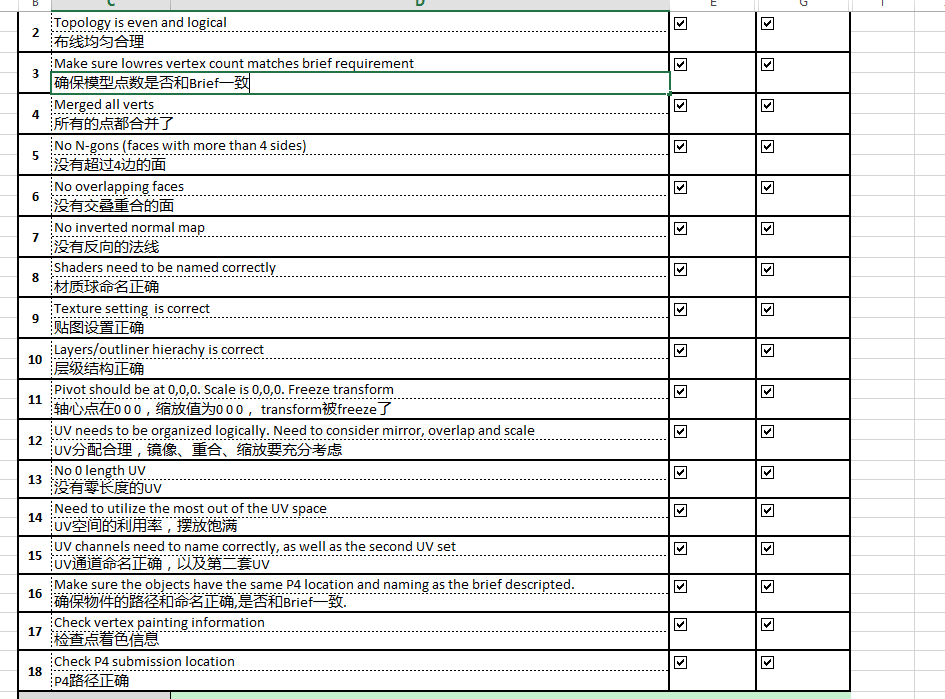 B C D E G
2
Topology is even and logical
布线均匀合理
3
Make sure lowres vertex count matches brief requirement
确保模型点数是否和Brief一致
4
Merged all verts
所有的点都合并了
5
No N-gons (faces with more than 4 sides)
没有超过4边的面
6
No overlapping faces
没有交叠重合的面
7
No inverted normal map
没有反向的法线
8
Shaders need to be named correctly
材质球命名正确
9
Texture setting  is correct
贴图设置正确
10
Layers/outliner hierachy is correct
层级结构正确
11
Pivot should be at 0,0,0. Scale is 0,0,0. Freeze transform
轴心点在0 0 0，缩放值为0 0 0， transform被freeze了
12
UV needs to be organized logically. Need to consider mirror, overlap and scale
UV分配合理，镜像、重合、缩放要充分考虑
13
No 0 length UV
没有零长度的UV
14
Need to utilize the most out of the UV space
UV空间的利用率，摆放饱满
15
UV channels need to name correctly, as well as the second UV set
UV通道命名正确，以及第二套UV
16
Make sure the objects have the same P4 location and naming as the brief descripted.
确保物件的路径和命名正确,是否和Brief一致.
17
Check vertex painting information
检查点着色信息
18
Check P4 submission location
P4路径正确